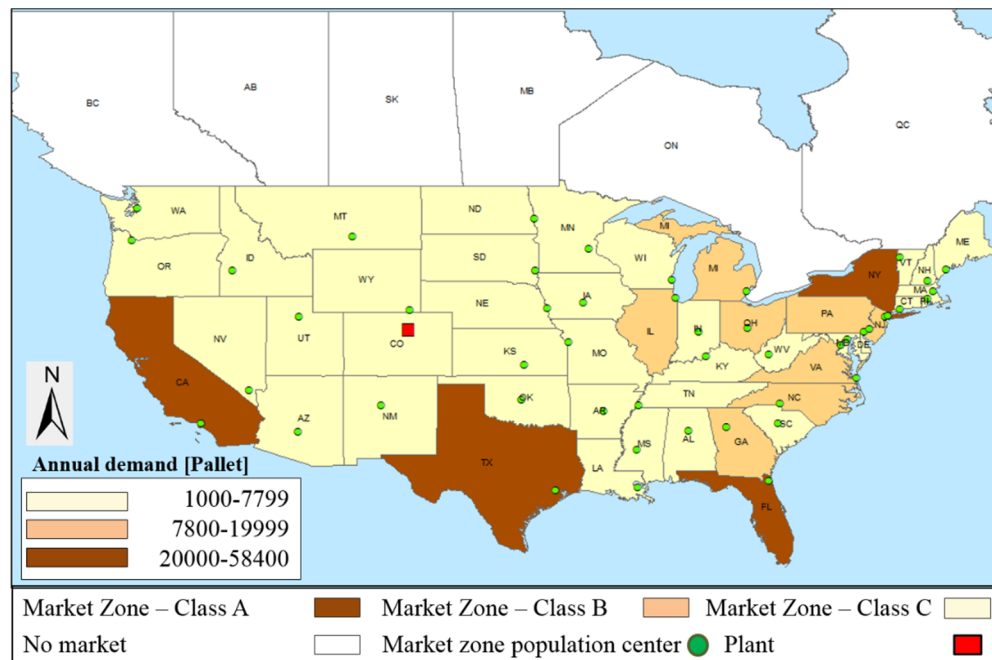 BC
AB
SK
MB
ON
QC
WA
MT
ND
MN
MI
ME
VT
NH
OR
ID
SD
WI
NY
MA
WY
MI
CT
IA
NE
PA
NV
UT
CO
IL
IN
OH
NJ
DE
WV
KS
MO
KY
VA
CA
AZ
NM
OK
AR
TN
NC
SC
MS
AL
GA
TX
LA
FL
N
Annual demand [Pallet]
1000-7799
7800-19999
20000-58400
Market Zone – Class A Market Zone – Class B Market Zone – Class C
No market Market zone population center Plant